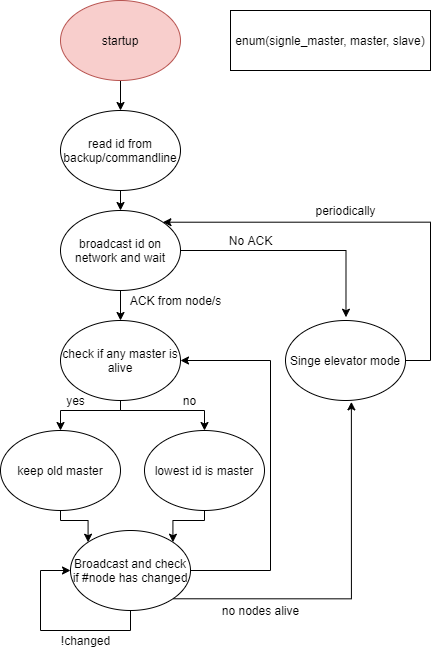 startup
enum(signle_master, master, slave)
read id from
backup/commandline
periodically
broadcast id on
network and wait
No ACK
ACK from node/s
check if any master is
alive
Singe elevator mode
yes
no
keep old master
lowest id is master
Broadcast and check
if #node has changed
no nodes alive
!changed